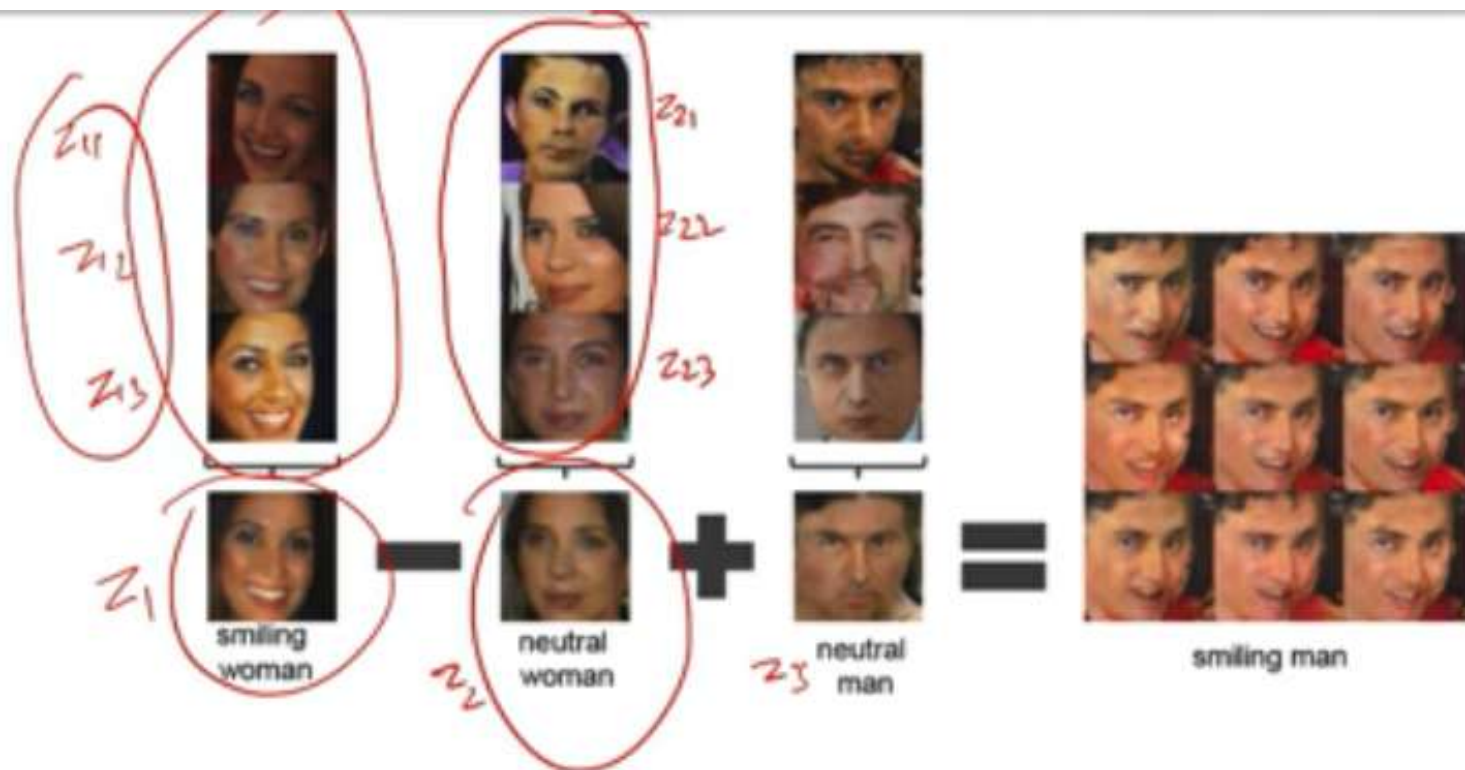 z11
z21
z12
z22
z13
z23
z1
smiling
woman
z2
neutral
woman
z3
neutral
man
smiling man